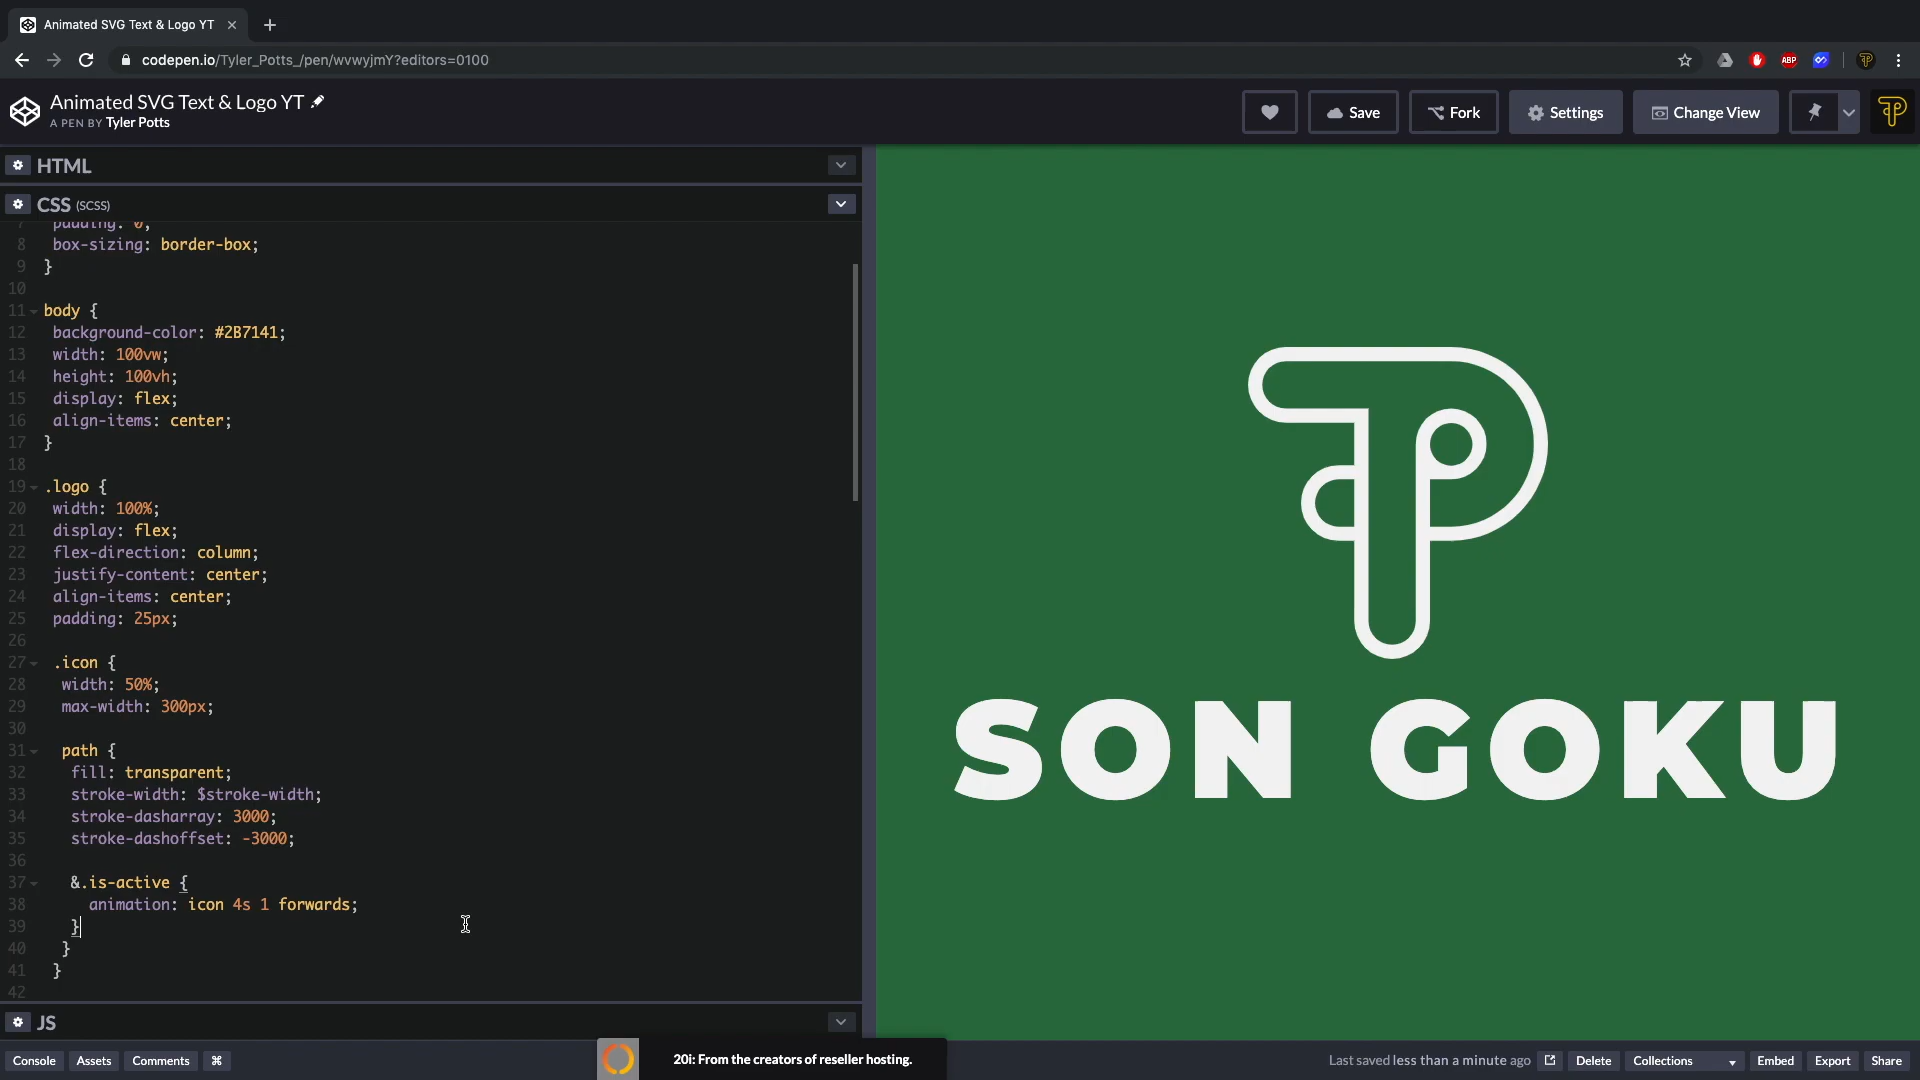 Animated SVG Text & Logo YT
codepen.io/Tyler_Potts_/pen/wvwyjmY?editors=0100
ABP
Animated SVG Text & Logo YT
A PEN BY Tyler Potts
Save
Fork
Settings
Change View
HTML
CSS (SCSS)
7 padding: 0;
8 box-sizing: border-box;
9 }
10
11 body {
12 background-color: #2B7141;
13 width: 100vw;
14 height: 100vh;
15 display: flex;
16 align-items: center;
17 }
18
19 .logo {
20 width: 100%;
21 display: flex;
22 flex-direction: column;
23 justify-content: center;
24 align-items: center;
25 padding: 25px;
26
27 .icon {
28 width: 50%;
29 max-width: 300px;
30
31 path {
32 fill: transparent;
33 stroke-width: $stroke-width;
34 stroke-dasharray: 3000;
35 stroke-dashoffset: -3000;
36
37 &.is-active {
38 animation: icon 4s 1 forwards;
39 }
40 }
41 }
42
SON GOKU
JS
Console
Assets
Comments
⌘
20i: From the creators of reseller hosting.
Last saved less than a minute ago
Delete
Collections
Embed
Export
Share